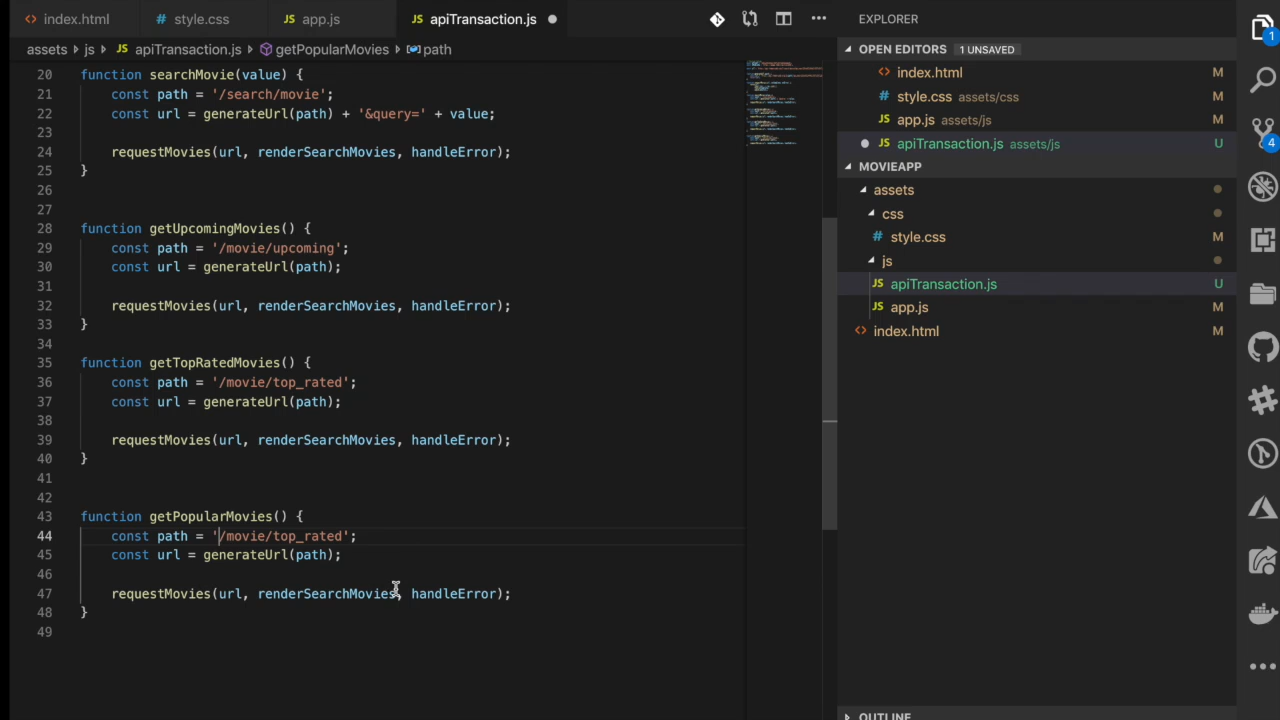 index.html
style.css
app.js
apiTransaction.js
assets js apiTransaction.js getPopularMovies path
20 function searchMovie(value) {
21 const path = '/search/movie';
22 const url = generateUrl(path) + '&query=' + value;
23
24 requestMovies(url, renderSearchMovies, handleError);
25 }
26
27
28 function getUpcomingMovies() {
29 const path = '/movie/upcoming';
30 const url = generateUrl(path);
31
32 requestMovies(url, renderSearchMovies, handleError);
33 }
34
35 function getTopRatedMovies() {
36 const path = '/movie/top_rated';
37 const url = generateUrl(path);
38
39 requestMovies(url, renderSearchMovies, handleError);
40 }
41
42
43 function getPopularMovies() {
44 const path = '/movie/top_rated';
45 const url = generateUrl(path);
46
47 requestMovies(url, renderSearchMovies, handleError);
48 }
49
EXPLORER
OPEN EDITORS 1 UNSAVED
index.html M
style.css assets/css M
JS app.js assets/js M
JS apiTransaction.js assets/js U
MOVIEAPP
assets
css
# style.css M
js
JS apiTransaction.js U
JS app.js M
index.html M
OUTLINE
1
4